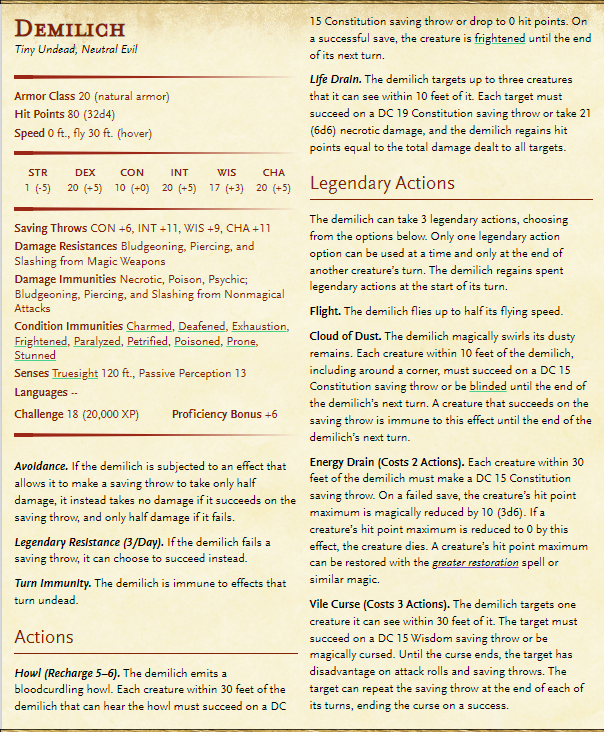 DEMILICH
Tiny Undead, Neutral Evil
Armor Class 20 (natural armor)
Hit Points 80 (32d4)
Speed 0 ft., fly 30 ft. (hover)
STR DEX CON INT WIS CHA
1 (-5) 20 (+5) 10 (+0) 20 (+5) 17 (+3) 20 (+5)
Saving Throws CON +6, INT +11, WIS +9, CHA +11
Damage Resistances Bludgeoning, Piercing, and
Slashing from Magic Weapons
Damage Immunities Necrotic, Poison, Psychic;
Bludgeoning, Piercing, and Slashing from Nonmagical
Attacks
Condition Immunities Charmed, Deafened, Exhaustion,
Frightened, Paralyzed, Petrified, Poisoned, Prone,
Stunned
Senses Truesight 120 ft., Passive Perception 13
Languages --
Challenge 18 (20,000 XP) Proficiency Bonus +6
Avoidance. If the demilich is subjected to an effect that
allows it to make a saving throw to take only half
damage, it instead takes no damage if it succeeds on the
saving throw, and only half damage if it fails.
Legendary Resistance (3/Day). If the demilich fails a
saving throw, it can choose to succeed instead.
Turn Immunity. The demilich is immune to effects that
turn undead.
Actions
Howl (Recharge 5–6). The demilich emits a
bloodcurdling howl. Each creature within 30 feet of the
demilich that can hear the howl must succeed on a DC
15 Constitution saving throw or drop to 0 hit points. On
a successful save, the creature is frightened until the end
of its next turn.
Life Drain. The demilich targets up to three creatures
that it can see within 10 feet of it. Each target must
succeed on a DC 19 Constitution saving throw or take 21
(6d6) necrotic damage, and the demilich regains hit
points equal to the total damage dealt to all targets.
Legendary Actions
The demilich can take 3 legendary actions, choosing
from the options below. Only one legendary action
option can be used at a time and only at the end of
another creature's turn. The demilich regains spent
legendary actions at the start of its turn.
Flight. The demilich flies up to half its flying speed.
Cloud of Dust. The demilich magically swirls its dusty
remains. Each creature within 10 feet of the demilich,
including around a corner, must succeed on a DC 15
Constitution saving throw or be blinded until the end of
the demilich's next turn. A creature that succeeds on the
saving throw is immune to this effect until the end of the
demilich's next turn.
Energy Drain (Costs 2 Actions). Each creature within 30
feet of the demilich must make a DC 15 Constitution
saving throw. On a failed save, the creature's hit point
maximum is magically reduced by 10 (3d6). If a
creature's hit point maximum is reduced to 0 by this
effect, the creature dies. A creature's hit point maximum
can be restored with the greater restoration spell or
similar magic.
Vile Curse (Costs 3 Actions). The demilich targets one
creature it can see within 30 feet of it. The target must
succeed on a DC 15 Wisdom saving throw or be
magically cursed. Until the curse ends, the target has
disadvantage on attack rolls and saving throws. The
target can repeat the saving throw at the end of each of
its turns, ending the curse on a success.